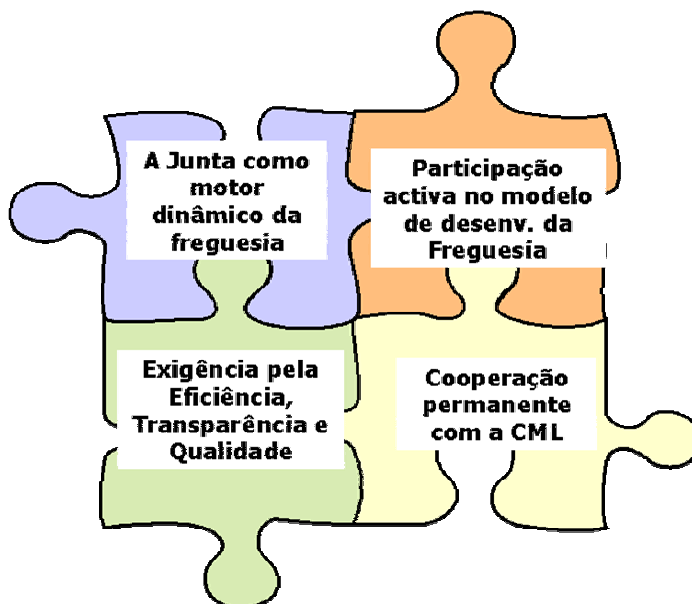 A Junta como
motor
dinâmico da
freguesia
Participação
activa no modelo
de desenv. da
Freguesia
Exigência pela
Eficiência,
Transparência e
Qualidade
Cooperação
permanente
com a CML